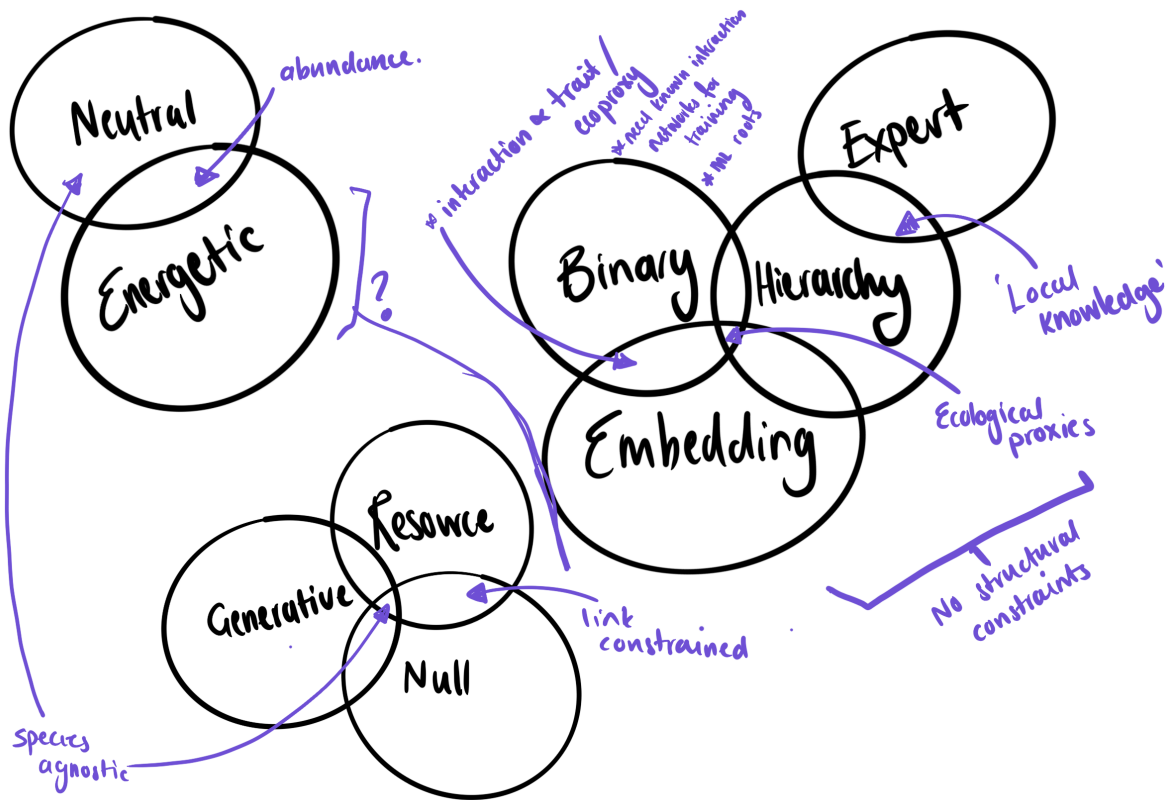 Neutral
abundance.
Energetic
?
* interaction ∝ trait /
ecoproxy
* need known interaction
networks for
training
* ML roots
Expert
Binary
Hierarchy
'Local
knowledge'
Embedding
Ecological
proxies
No structural
constraints
Resource
Generative
Null
link
constrained
species
agnostic